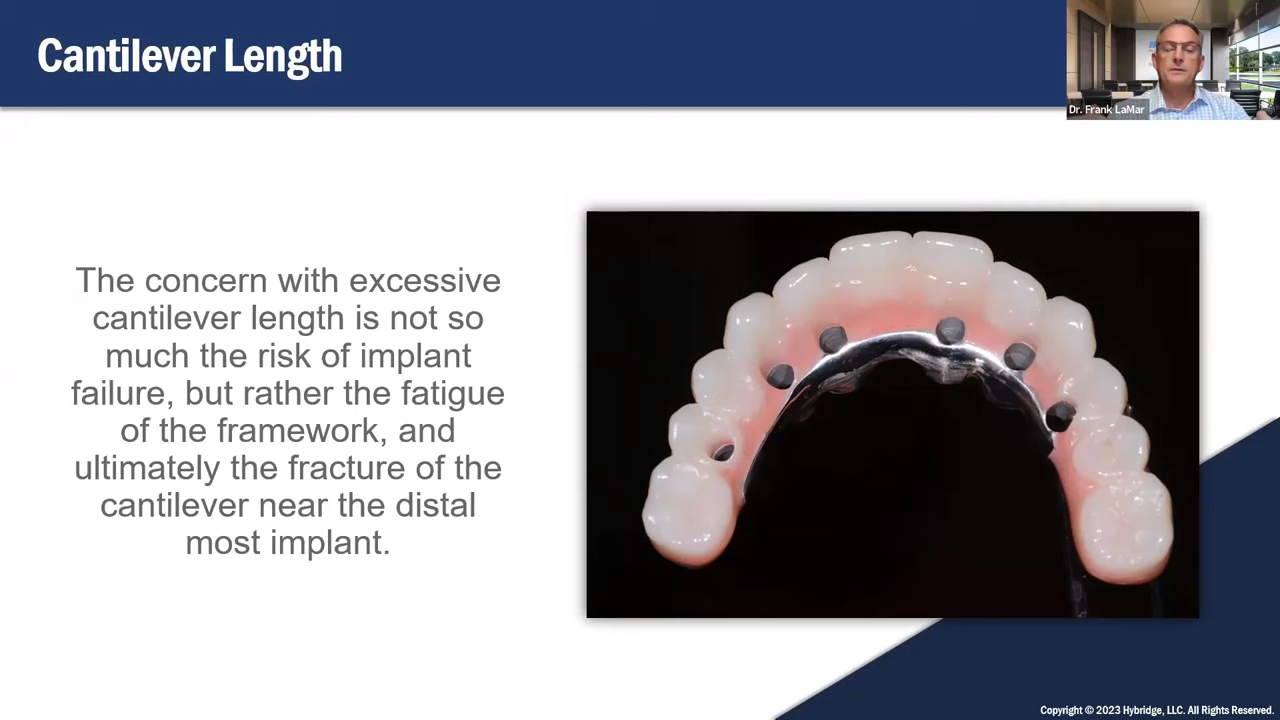 Cantilever Length
Dr. Frank LaMar
The concern with excessive
cantilever length is not so
much the risk of implant
failure, but rather the fatigue
of the framework, and
ultimately the fracture of the
cantilever near the distal
most implant.
Copyright © 2023 Hybridge, LLC. All Rights Reserved.